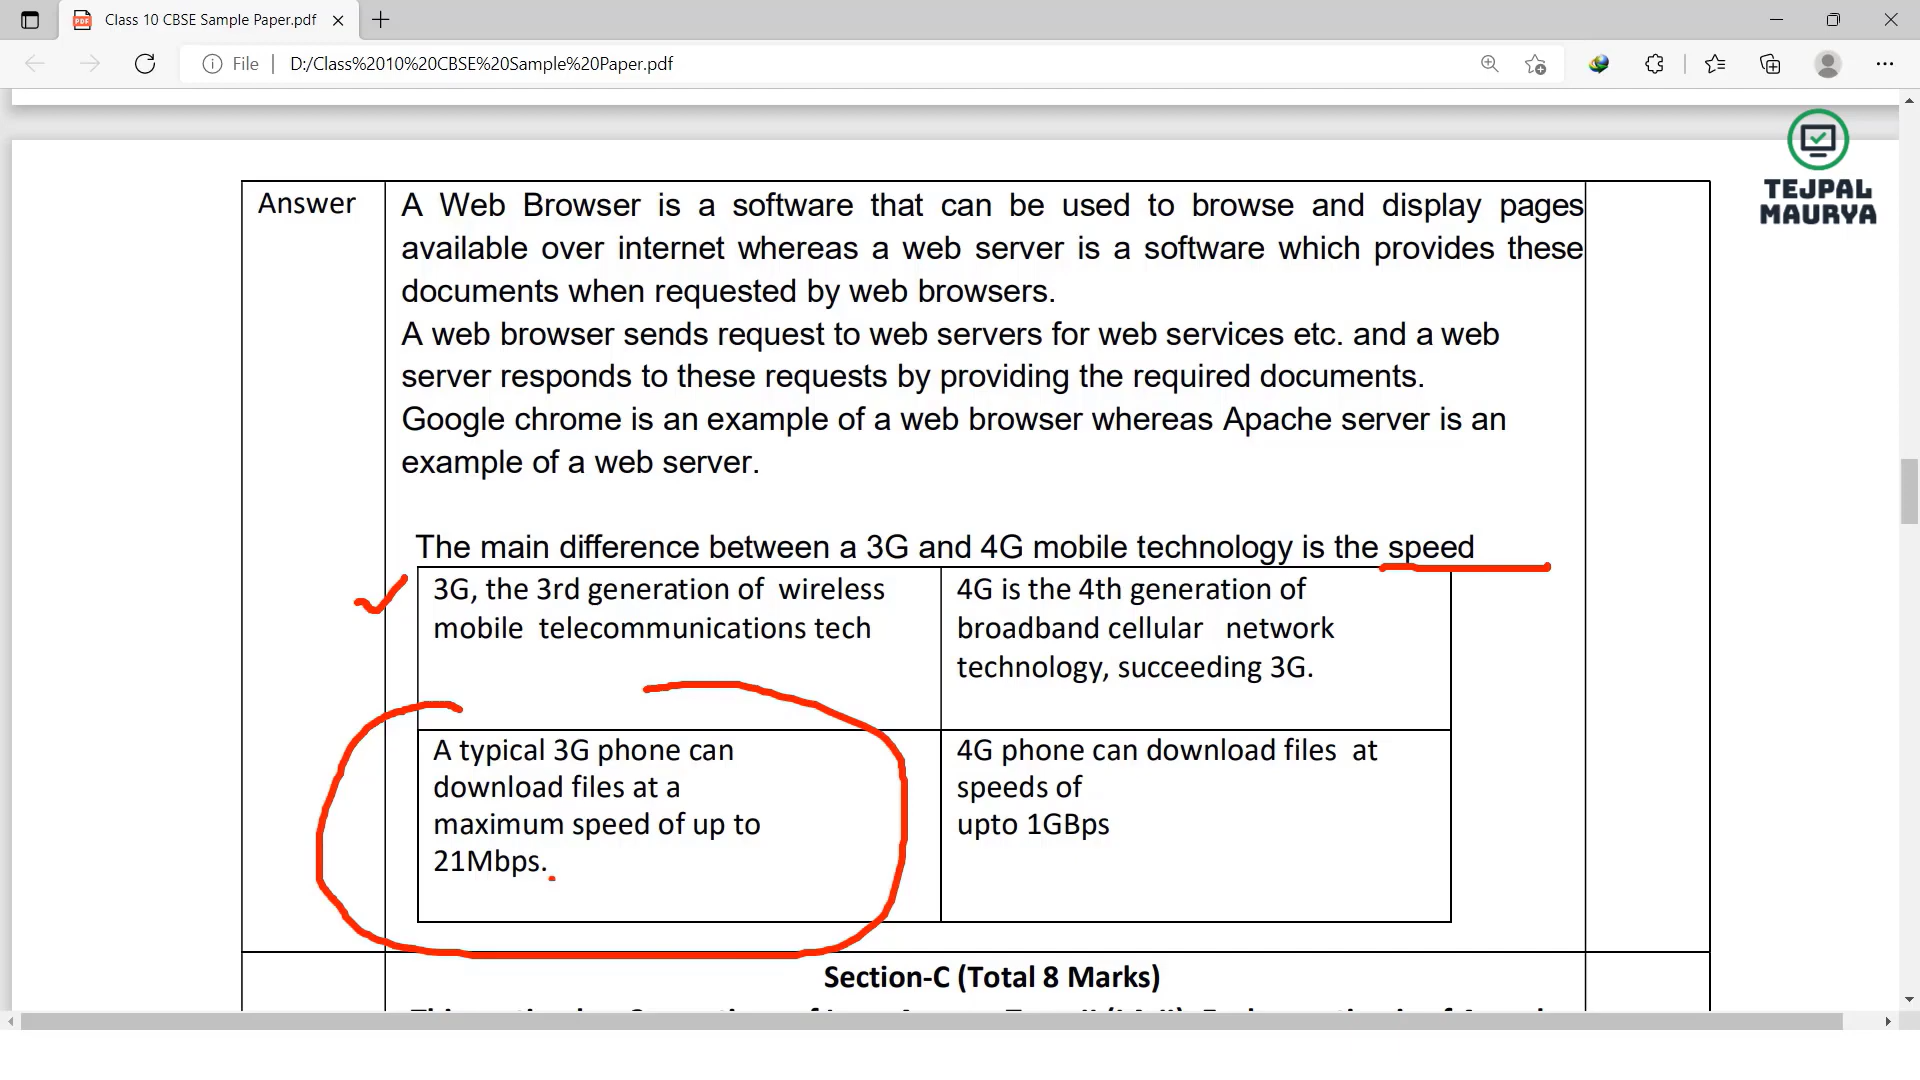 Class 10 CBSE Sample Paper.pdf
File
D:/Class%2010%20CBSE%20Sample%20Paper.pdf
TEJPAL
MAURYA
Answer
A Web Browser is a software that can be used to browse and display pages
available over internet whereas a web server is a software which provides these
documents when requested by web browsers.
A web browser sends request to web servers for web services etc. and a web
server responds to these requests by providing the required documents.
Google chrome is an example of a web browser whereas Apache server is an
example of a web server.
The main difference between a 3G and 4G mobile technology is the speed
3G, the 3rd generation of wireless
mobile telecommunications tech
4G is the 4th generation of
broadband cellular network
technology, succeeding 3G.
A typical 3G phone can
download files at a
maximum speed of up to
21Mbps.
4G phone can download files at
speeds of
upto 1GBps
Section-C (Total 8 Marks)